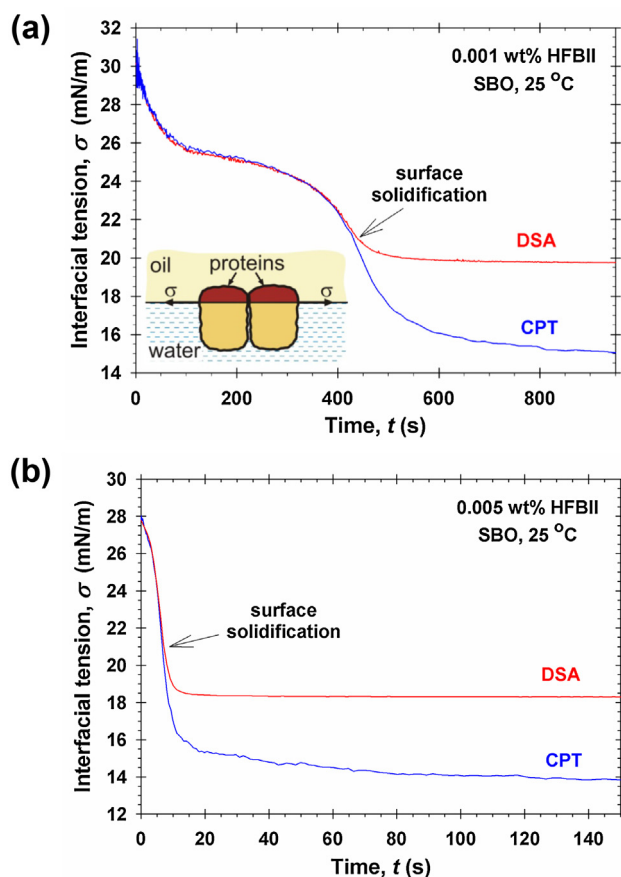 (a)
0.001 wt% HFBII
SBO, 25 °C
Interfacial tension, σ (mN/m)
30
28
26
24
22
20
18
16
14
surface
solidification
DSA
CPT
oil
proteins
σ
σ
water
0
200
400
600
800
Time, t (s)
(b)
0.005 wt% HFBII
SBO, 25 °C
Interfacial tension, σ (mN/m)
30
28
26
24
22
20
18
16
14
12
surface
solidification
DSA
CPT
0
20
40
60
80
100
120
140
Time, t (s)